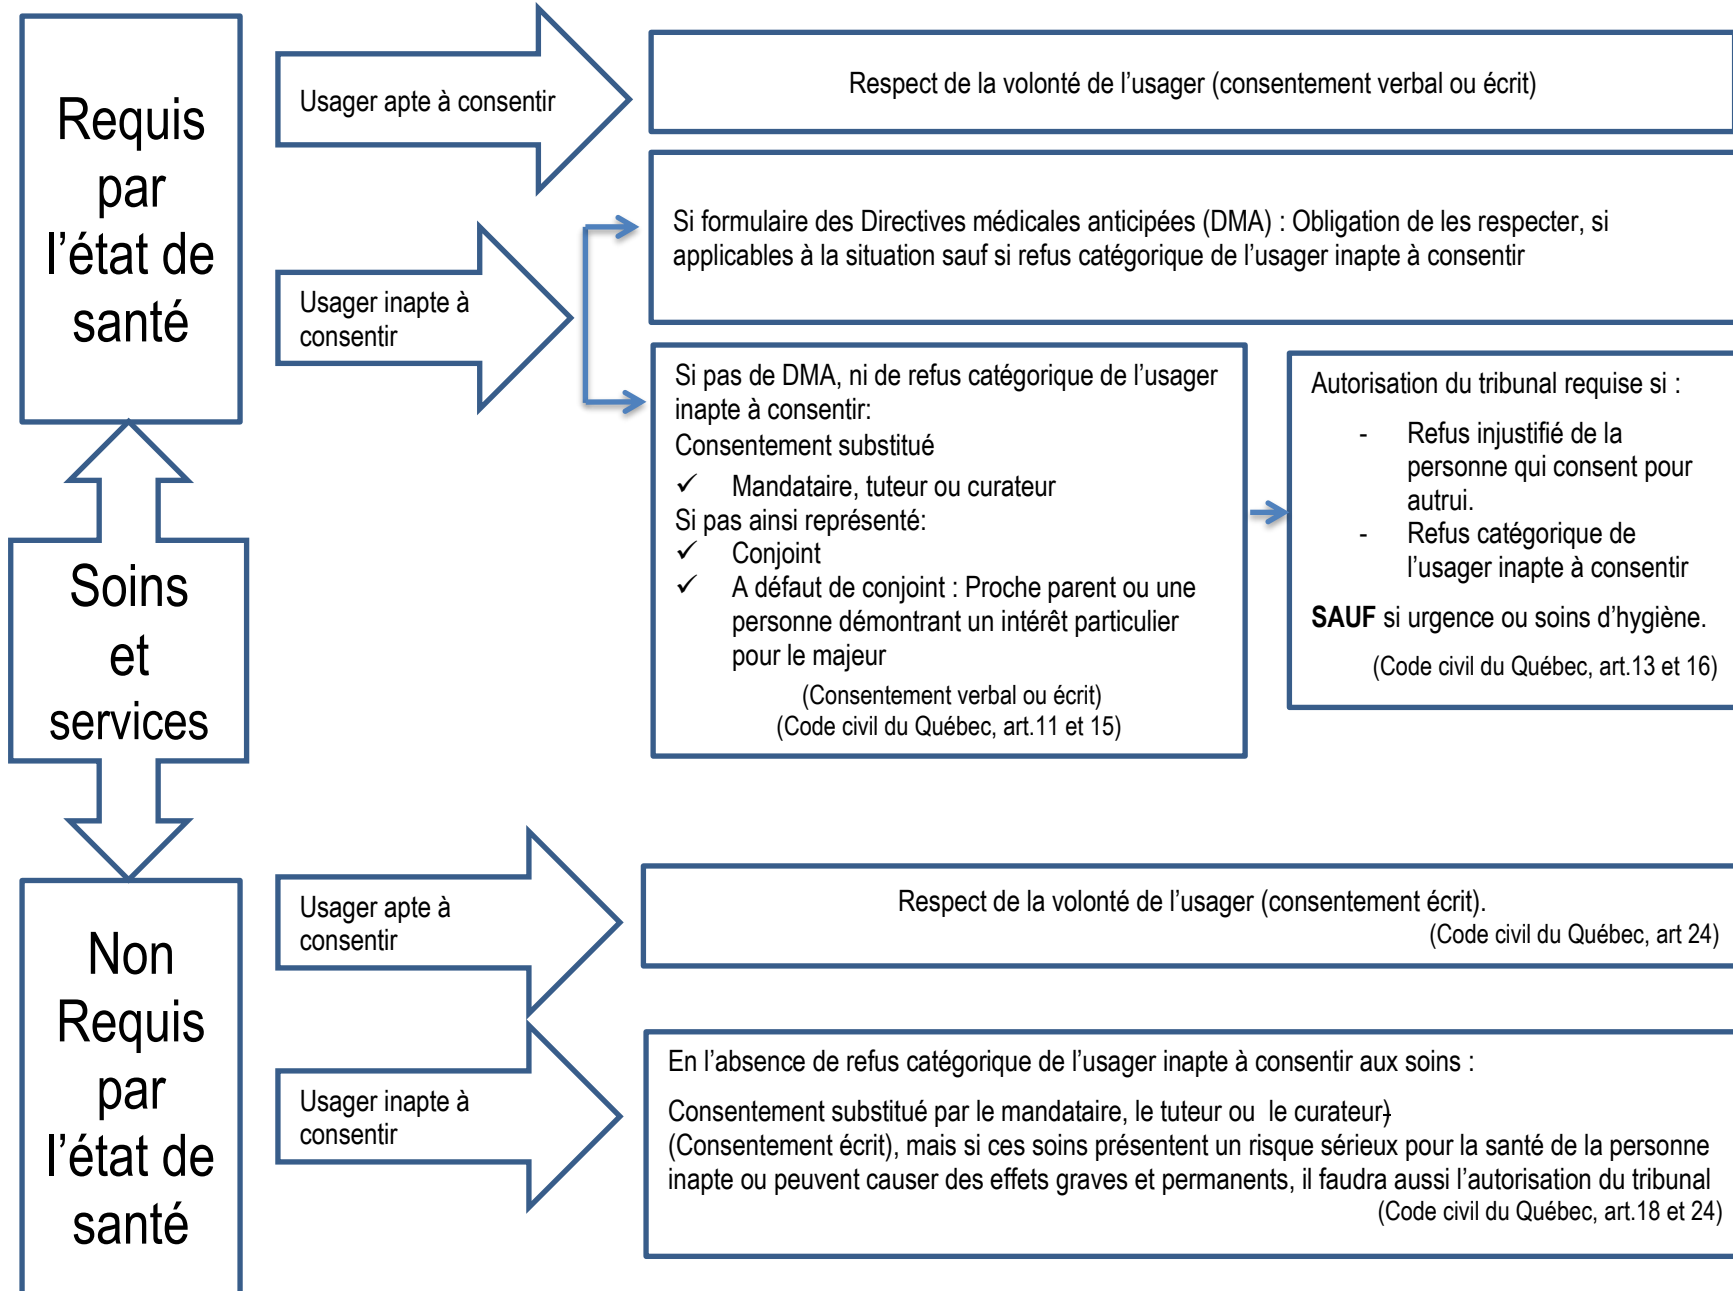 Requis
par
l'état de
santé
Usager apte à consentir
Respect de la volonté de l'usager (consentement verbal ou écrit)
Usager inapte à
consentir
Si formulaire des Directives médicales anticipées (DMA) : Obligation de les respecter, si
applicables à la situation sauf si refus catégorique de l'usager inapte à consentir
Si pas de DMA, ni de refus catégorique de l'usager
inapte à consentir:
Consentement substitué
✓ Mandataire, tuteur ou curateur
Si pas ainsi représenté:
✓ Conjoint
✓ A défaut de conjoint : Proche parent ou une
personne démontrant un intérêt particulier
pour le majeur
(Consentement verbal ou écrit)
(Code civil du Québec, art.11 et 15)
Autorisation du tribunal requise si :
- Refus injustifié de la
personne qui consent pour
autrui.
- Refus catégorique de
l'usager inapte à consentir
SAUF si urgence ou soins d'hygiène.
(Code civil du Québec, art.13 et 16)
Soins
et
services
Non
Requis
par
l'état de
santé
Usager apte à
consentir
Respect de la volonté de l'usager (consentement écrit).
(Code civil du Québec, art 24)
Usager inapte à
consentir
En l'absence de refus catégorique de l'usager inapte à consentir aux soins :
Consentement substitué par le mandataire, le tuteur ou le curateur)
(Consentement écrit), mais si ces soins présentent un risque sérieux pour la santé de la personne
inapte ou peuvent causer des effets graves et permanents, il faudra aussi l'autorisation du tribunal
(Code civil du Québec, art.18 et 24)